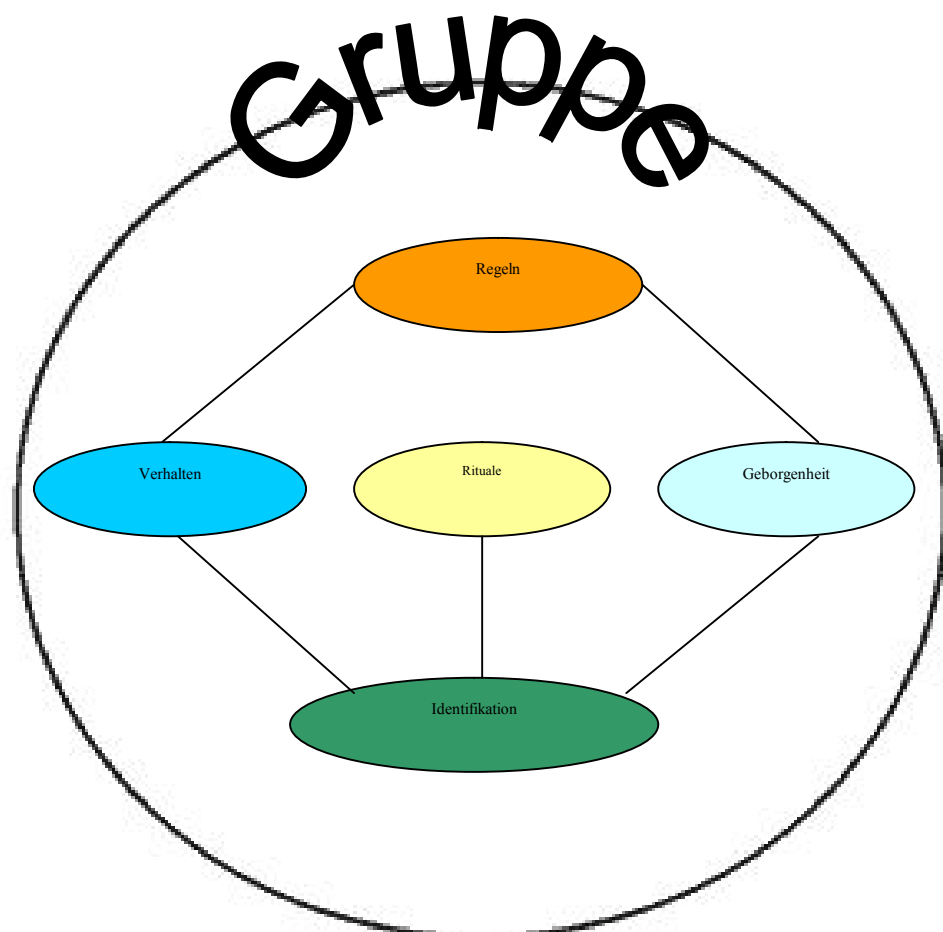 Gruppe
Regeln
Verhalten
Rituale
Geborgenheit
Identifikation